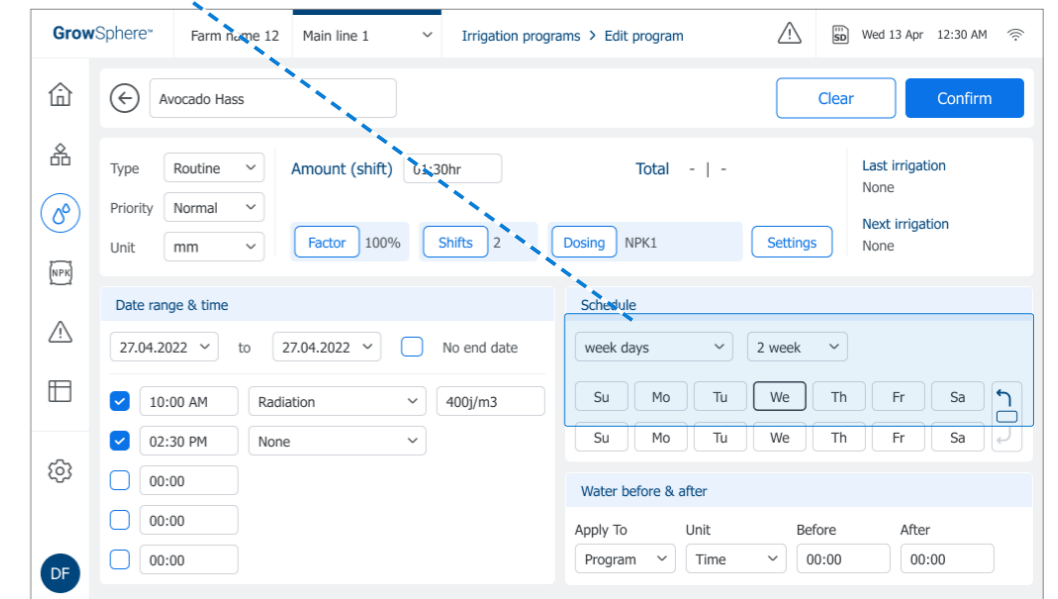 GrowSphere™ Farm name 12 Main line 1 Irrigation programs > Edit program SD Wed 13 Apr 12:30 AM
Avocado Hass Clear Confirm
Type Routine Amount (shift) 01:30hr Total - | - Last irrigation
None
Priority Normal
Next irrigation
Unit mm Factor 100% Shifts 2 Dosing NPK1 Settings None
NPK
Date range & time
27.04.2022 to 27.04.2022 No end date
10:00 AM Radiation 400j/m3
02:30 PM None
00:00
00:00
00:00
Schedule
week days 2 week
Su Mo Tu We Th Fr Sa
Su Mo Tu We Th Fr Sa
Water before & after
Apply To Unit Before After
Program Time 00:00 00:00
DF